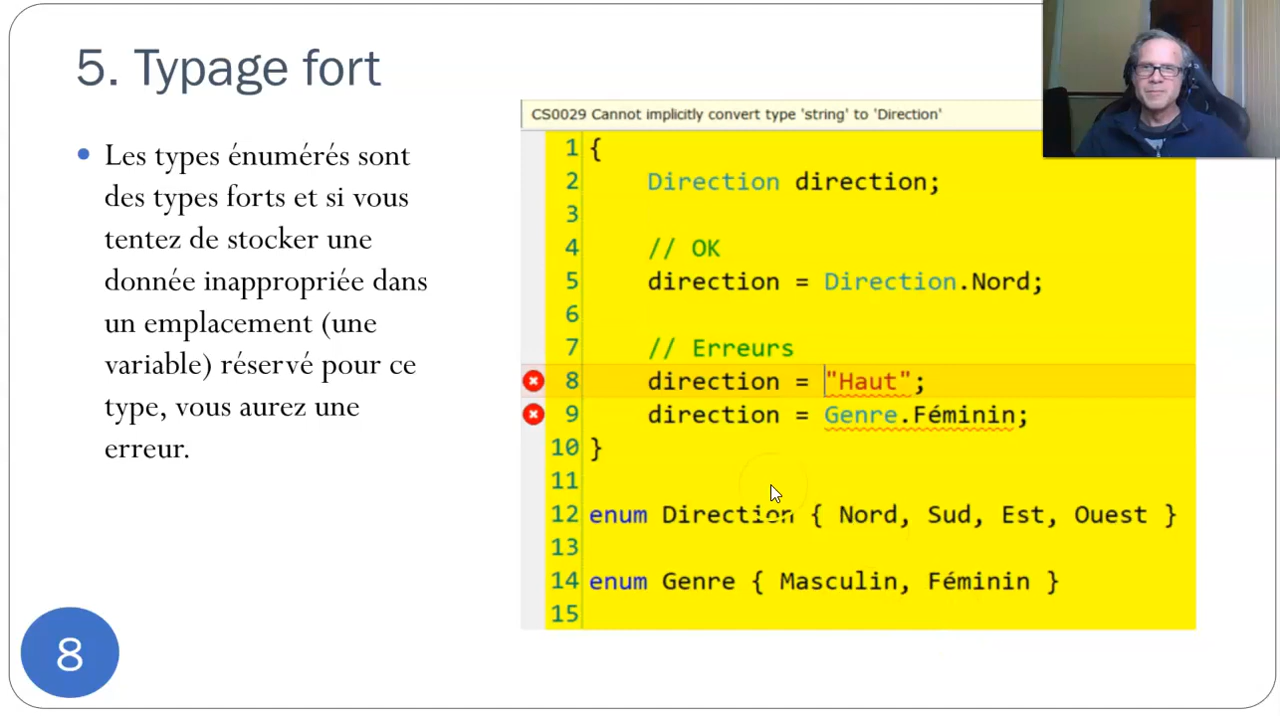 5. Typage fort
Les types énumérés sont
des types forts et si vous
tentez de stocker une
donnée inappropriée dans
un emplacement (une
variable) réservé pour ce
type, vous aurez une
erreur.
8
CS0029 Cannot implicitly convert type 'string' to 'Direction'
1 {
2 Direction direction;
3
4 // OK
5 direction = Direction.Nord;
6
7 // Erreurs
8 direction = "Haut";
9 direction = Genre.Féminin;
10 }
11
12 enum Direction { Nord, Sud, Est, Ouest }
13
14 enum Genre { Masculin, Féminin }
15